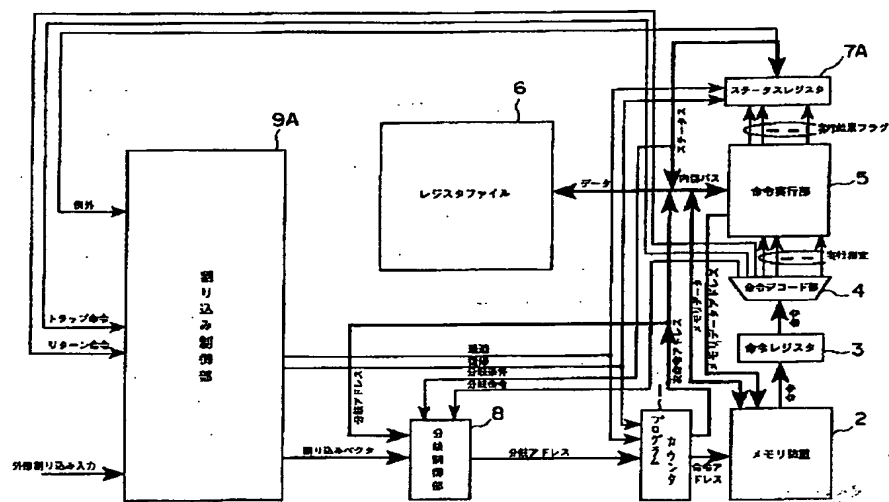 7A
ステータスレジスタ
実行結果フラグ
6
レジスタファイル
ステータス
9A
割り込み制御部
例外
データ
内部バス
命令実行部
5
実行指定
命令デコード部
4
命令
命令レジスタ
3
命令
メモリデータ
メモリデータアドレス
次命令アドレス
トラップ命令
リターン命令
退避
復帰
分岐条件
分岐命令
分岐アドレス
8
分岐制御部
割り込みベクタ
分岐アドレス
1
プログラム
カウンタ
命令アドレス
メモリ装置
2
外部割り込み入力